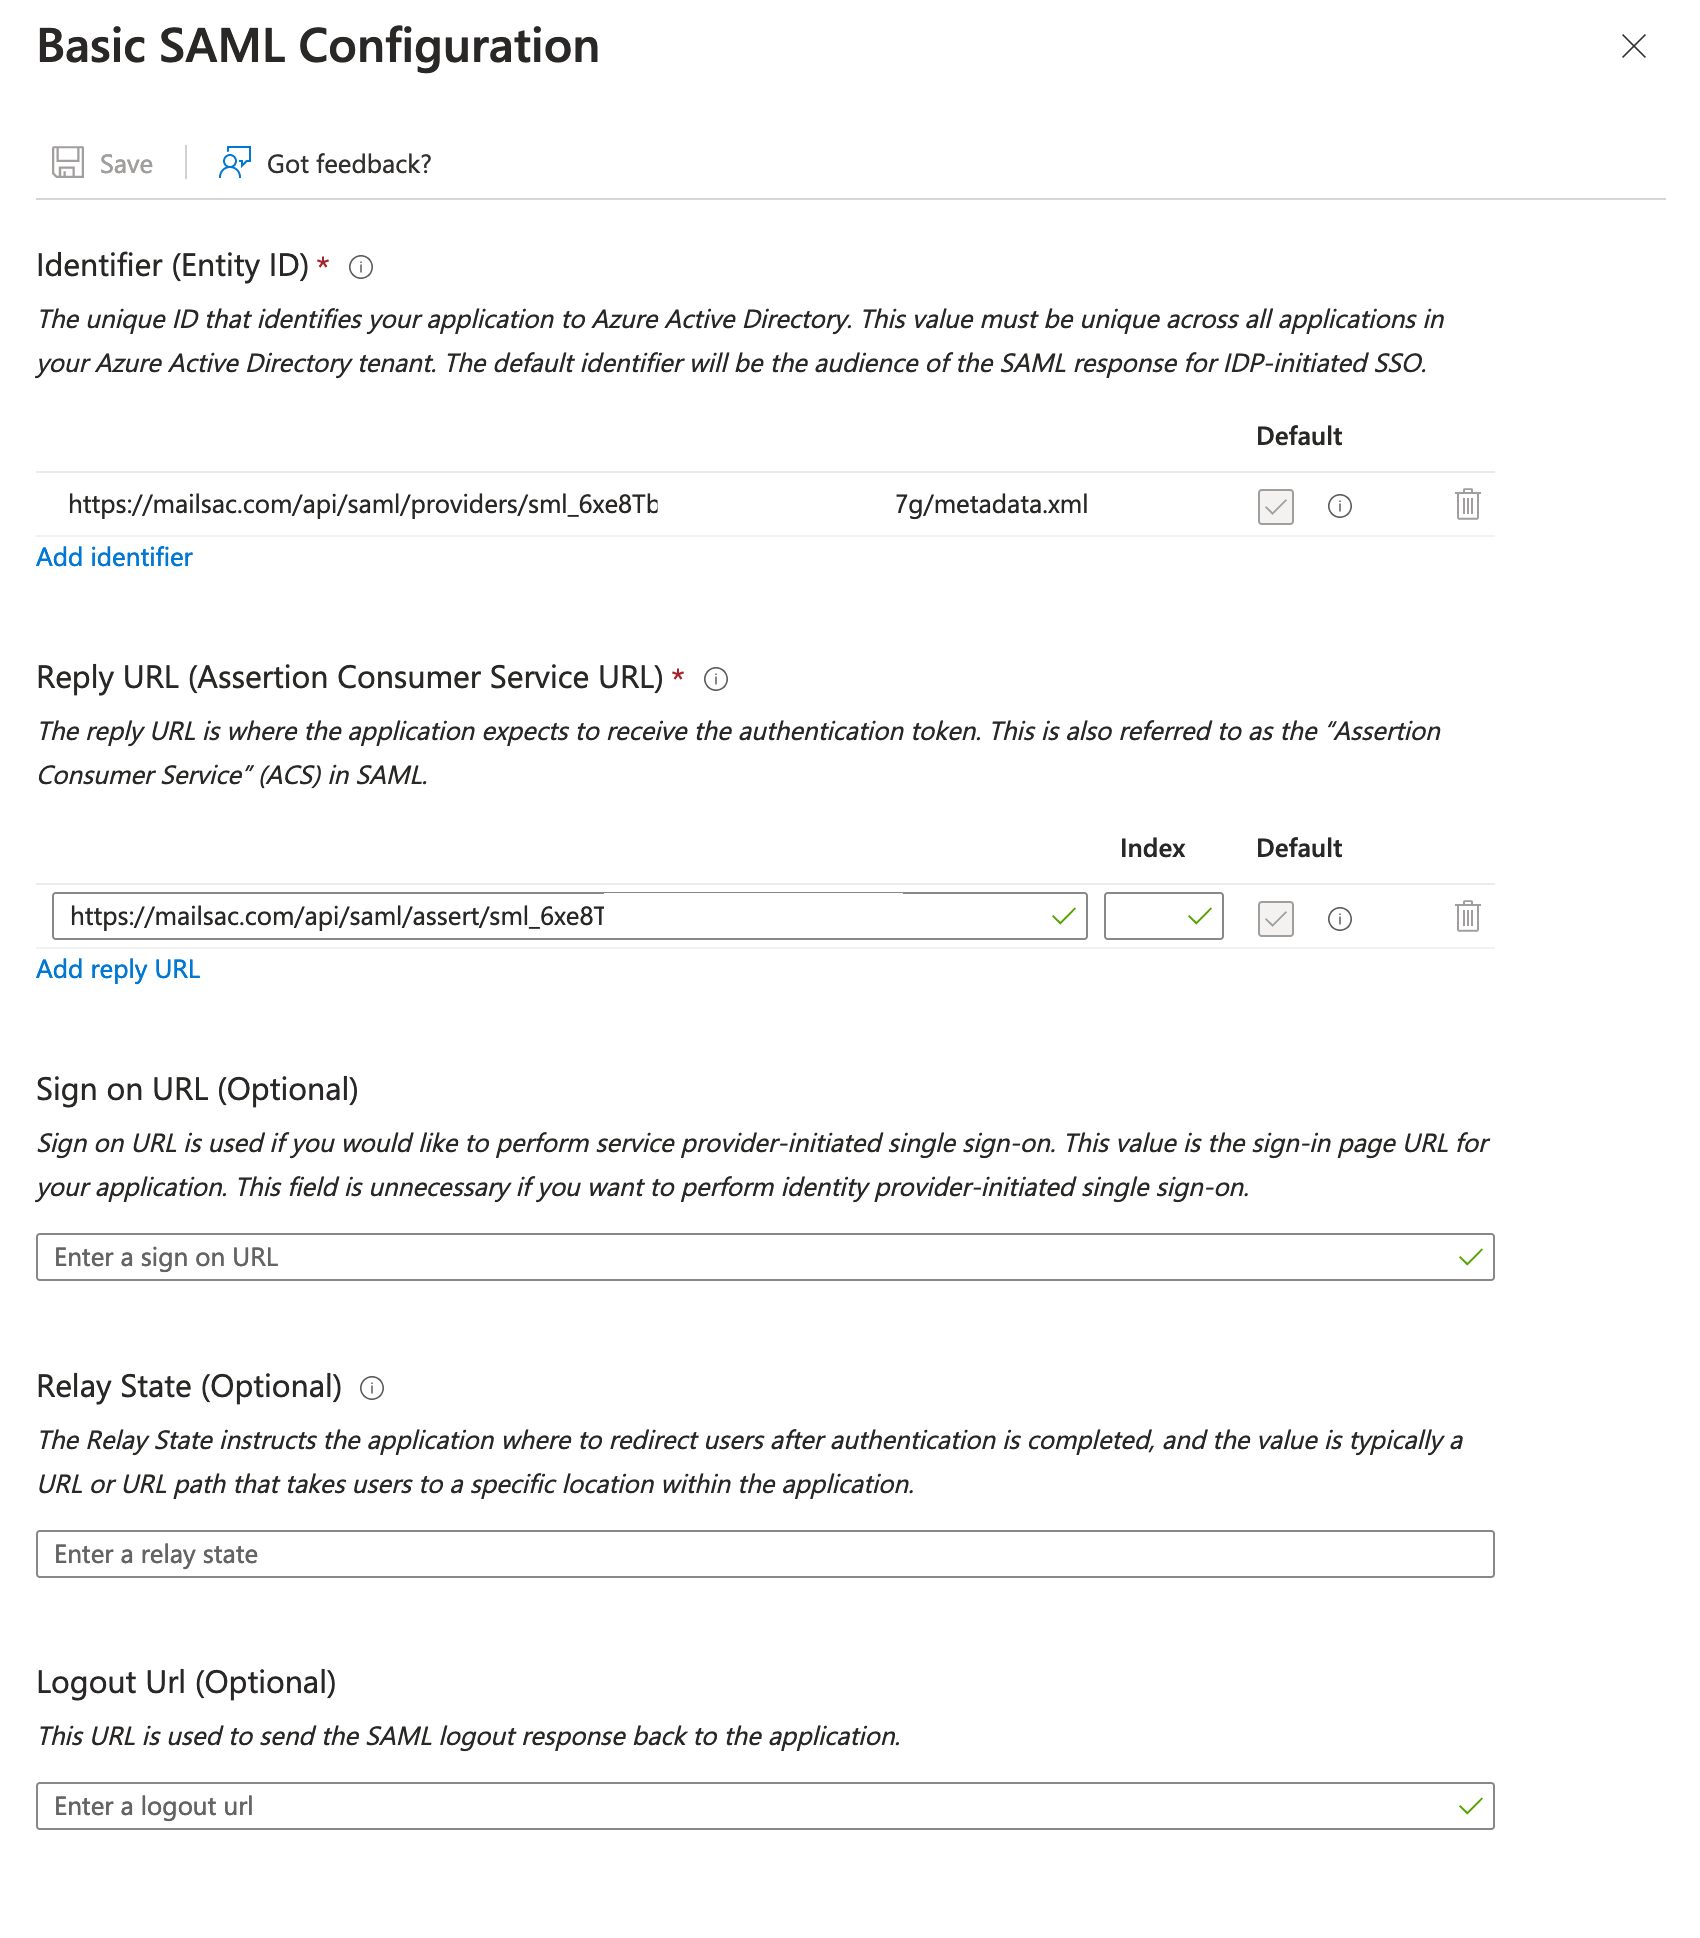 Basic SAML Configuration
Save
Got feedback?
Identifier (Entity ID) *
The unique ID that identifies your application to Azure Active Directory. This value must be unique across all applications in
your Azure Active Directory tenant. The default identifier will be the audience of the SAML response for IDP-initiated SSO.
Default
https://mailsac.com/api/saml/providers/sml_6xe8Tb 7g/metadata.xml
Add identifier
Reply URL (Assertion Consumer Service URL) *
The reply URL is where the application expects to receive the authentication token. This is also referred to as the “Assertion
Consumer Service” (ACS) in SAML.
Index Default
https://mailsac.com/api/saml/assert/sml_6xe8T
Add reply URL
Sign on URL (Optional)
Sign on URL is used if you would like to perform service provider-initiated single sign-on. This value is the sign-in page URL for
your application. This field is unnecessary if you want to perform identity provider-initiated single sign-on.
Enter a sign on URL
Relay State (Optional)
The Relay State instructs the application where to redirect users after authentication is completed, and the value is typically a
URL or URL path that takes users to a specific location within the application.
Enter a relay state
Logout Url (Optional)
This URL is used to send the SAML logout response back to the application.
Enter a logout url